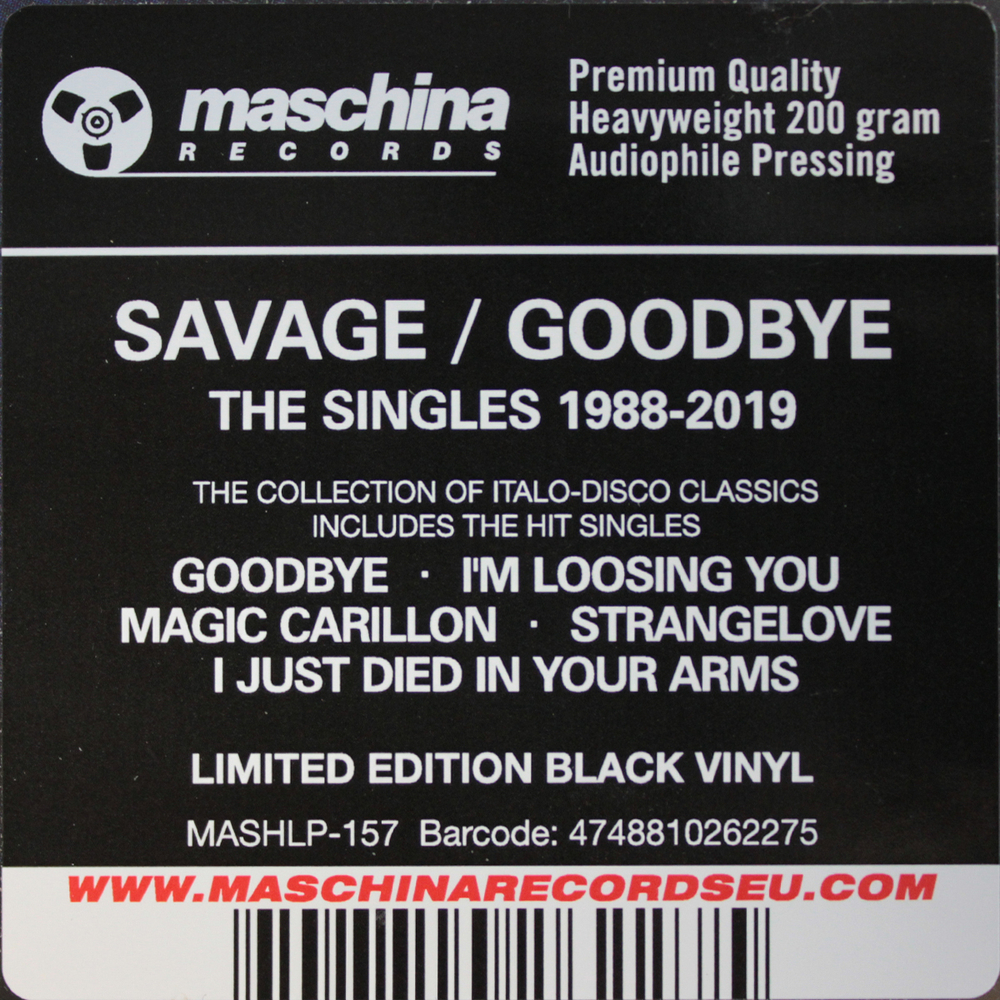 maschina
RECORDS
Premium Quality
Heavyweight 200 gram
Audiophile Pressing
SAVAGE / GOODBYE
THE SINGLES 1988-2019
THE COLLECTION OF ITALO-DISCO CLASSICS
INCLUDES THE HIT SINGLES
GOODBYE · I'M LOOSING YOU
MAGIC CARILLON · STRANGELOVE
I JUST DIED IN YOUR ARMS
LIMITED EDITION BLACK VINYL
MASHLP-157 Barcode: 4748810262275
WWW.MASCHINARECORDSEU.COM